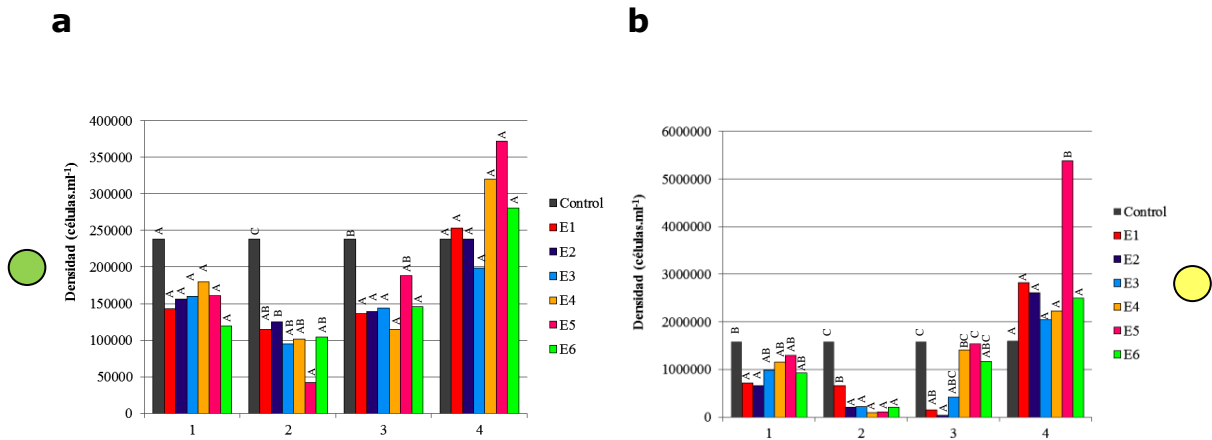 a
Densidad (células.ml⁻¹)
400000
350000
300000
250000
200000
150000
100000
50000
0
A A A A A A A
C AB B AB AB A AB
B A A A A AB A
A A A A A A A
1 2 3 4
Control
E1
E2
E3
E4
E5
E6
b
Densidad (células.ml⁻¹)
6000000
5000000
4000000
3000000
2000000
1000000
0
B A A AB AB AB AB
C B A A A A A
C AB A ABC BC C ABC
A A A A A B A
1 2 3 4
Control
E1
E2
E3
E4
E5
E6